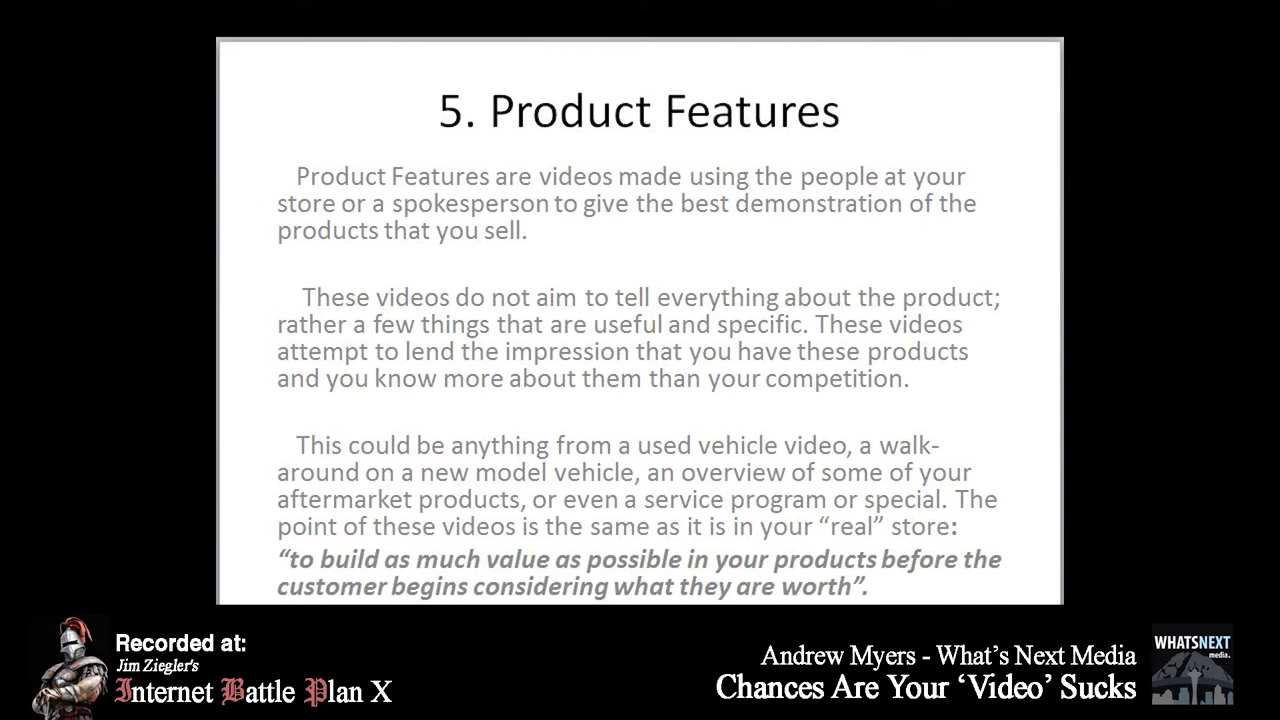 5. Product Features
Product Features are videos made using the people at your
store or a spokesperson to give the best demonstration of the
products that you sell.
These videos do not aim to tell everything about the product;
rather a few things that are useful and specific. These videos
attempt to lend the impression that you have these products
and you know more about them than your competition.
This could be anything from a used vehicle video, a walk-
around on a new model vehicle, an overview of some of your
aftermarket products, or even a service program or special. The
point of these videos is the same as it is in your “real” store:
“to build as much value as possible in your products before the
customer begins considering what they are worth”.
Recorded at:
Jim Ziegler's
Internet Battle Plan X
Andrew Myers - What’s Next Media
Chances Are Your ‘Video’ Sucks
WHATSNEXT
media.